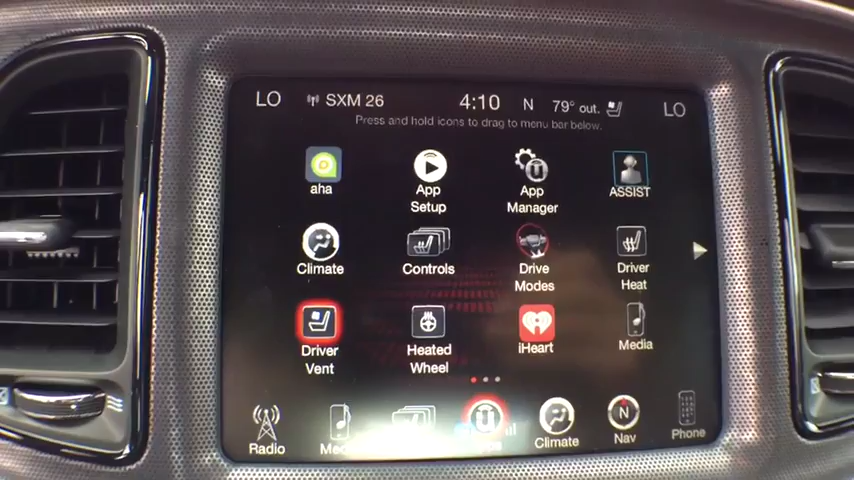 LO SXM 26 4:10 N 79° out. LO
Press and hold icons to drag to menu bar below.
aha App Setup App Manager ASSIST
Climate Controls Drive Modes Driver Heat
Driver Vent Heated Wheel iHeart Media
Radio Climate N Nav Phone